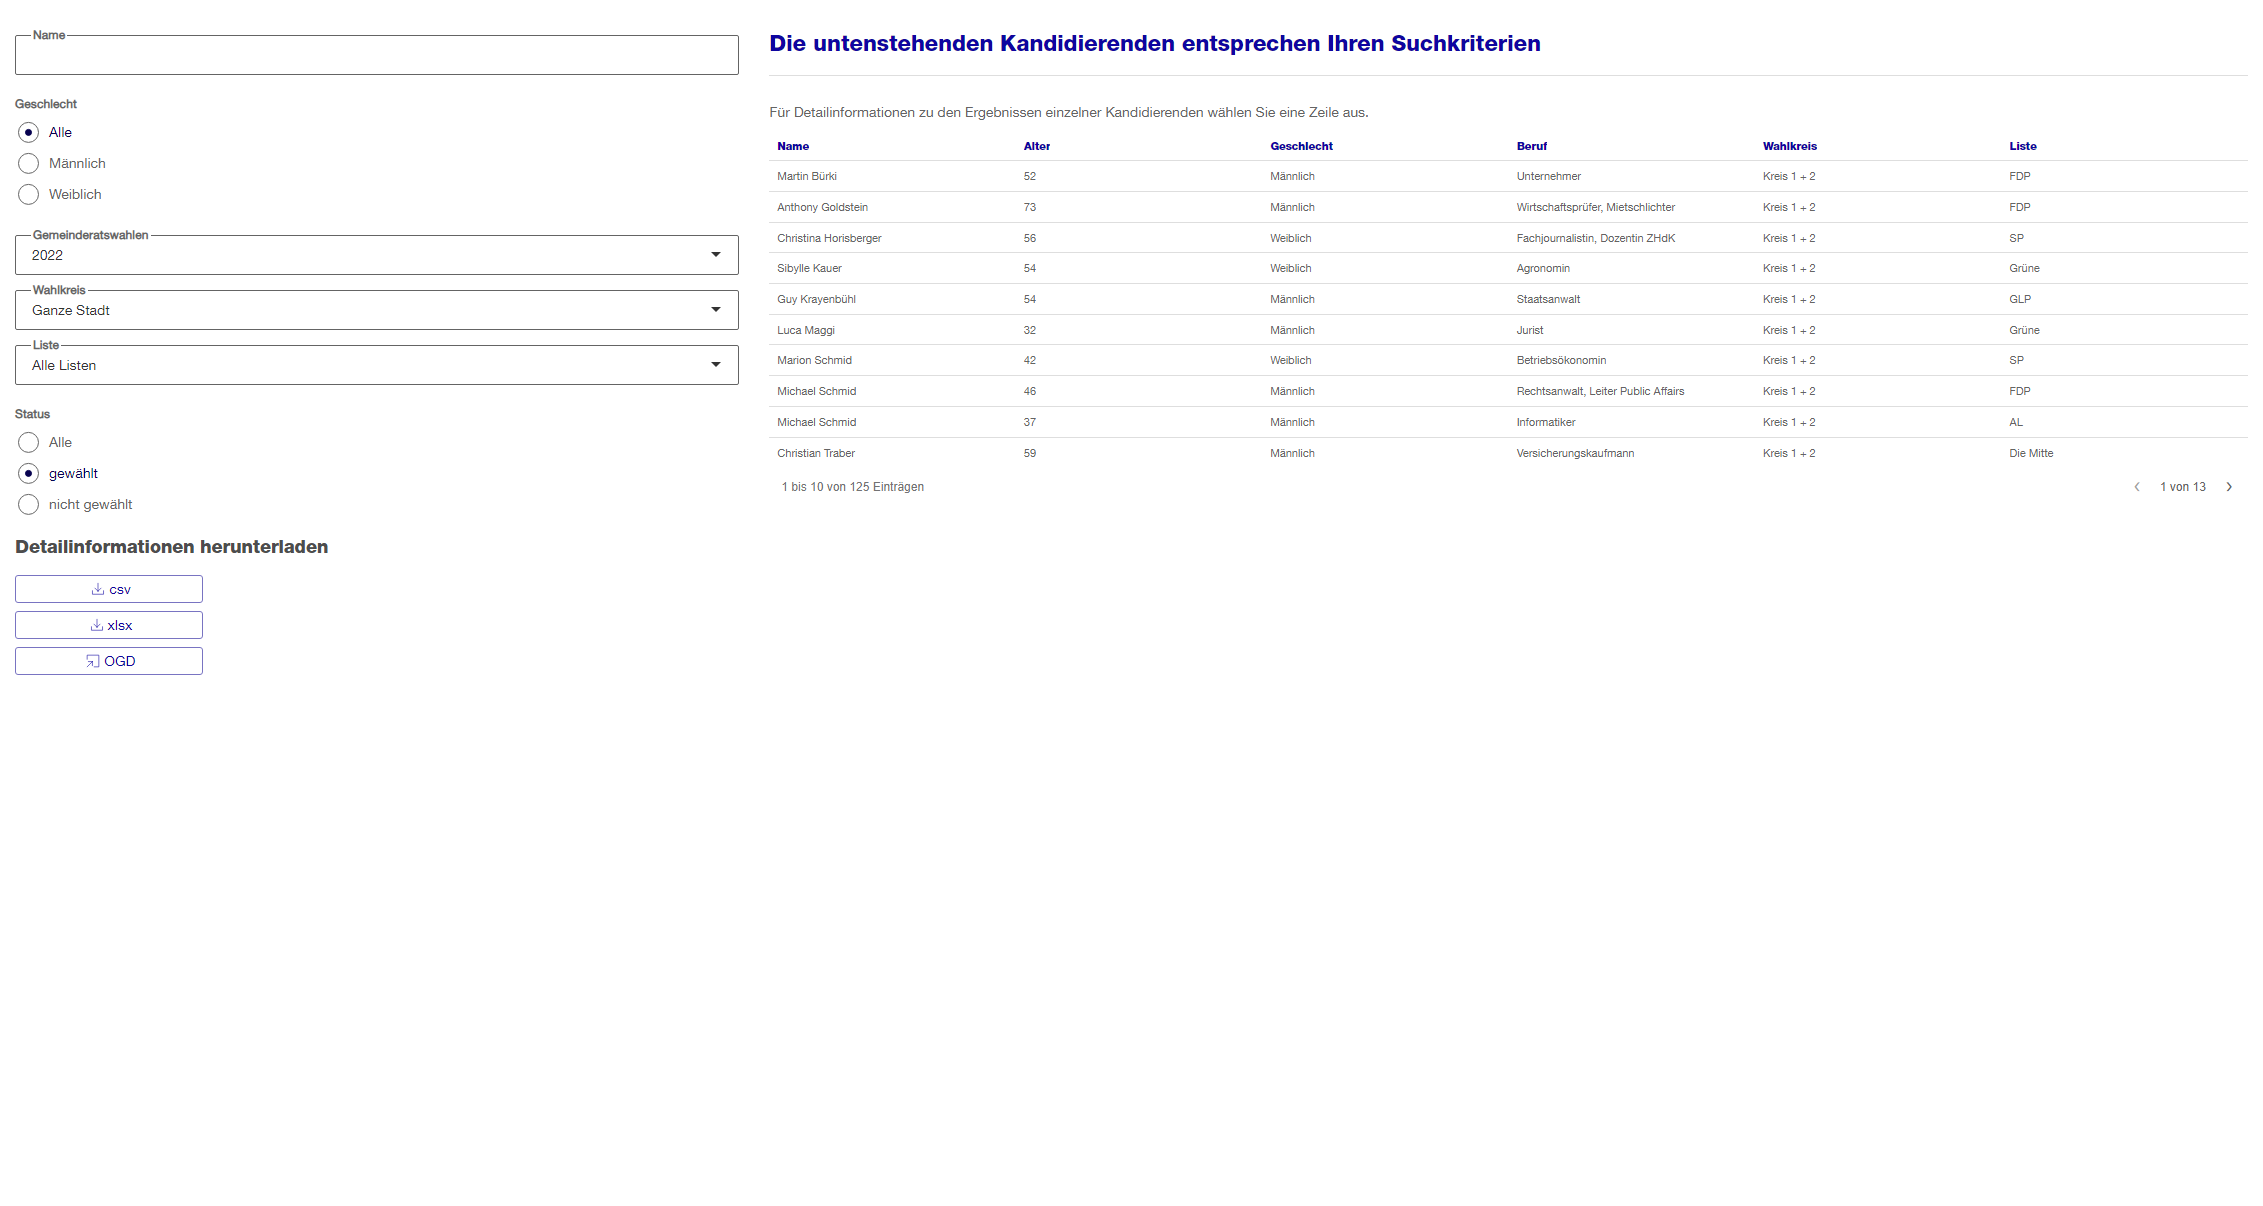 Name
Geschlecht
Alle
Männlich
Weiblich
Gemeinderatswahlen
2022
Wahlkreis
Ganze Stadt
Liste
Alle Listen
Status
Alle
gewählt
nicht gewählt
Detailinformationen herunterladen
csv
xlsx
OGD
Die untenstehenden Kandidierenden entsprechen Ihren Suchkriterien
Für Detailinformationen zu den Ergebnissen einzelner Kandidierenden wählen Sie eine Zeile aus.
Name Alter Geschlecht Beruf Wahlkreis Liste
Martin Bürki 52 Männlich Unternehmer Kreis 1 + 2 FDP
Anthony Goldstein 73 Männlich Wirtschaftsprüfer, Mietschlichter Kreis 1 + 2 FDP
Christina Horisberger 56 Weiblich Fachjournalistin, Dozentin ZHdK Kreis 1 + 2 SP
Sibylle Kauer 54 Weiblich Agronomin Kreis 1 + 2 Grüne
Guy Krayenbühl 54 Männlich Staatsanwalt Kreis 1 + 2 GLP
Luca Maggi 32 Männlich Jurist Kreis 1 + 2 Grüne
Marion Schmid 42 Weiblich Betriebsökonomin Kreis 1 + 2 SP
Michael Schmid 46 Männlich Rechtsanwalt, Leiter Public Affairs Kreis 1 + 2 FDP
Michael Schmid 37 Männlich Informatiker Kreis 1 + 2 AL
Christian Traber 59 Männlich Versicherungskaufmann Kreis 1 + 2 Die Mitte
1 bis 10 von 125 Einträgen
1 von 13